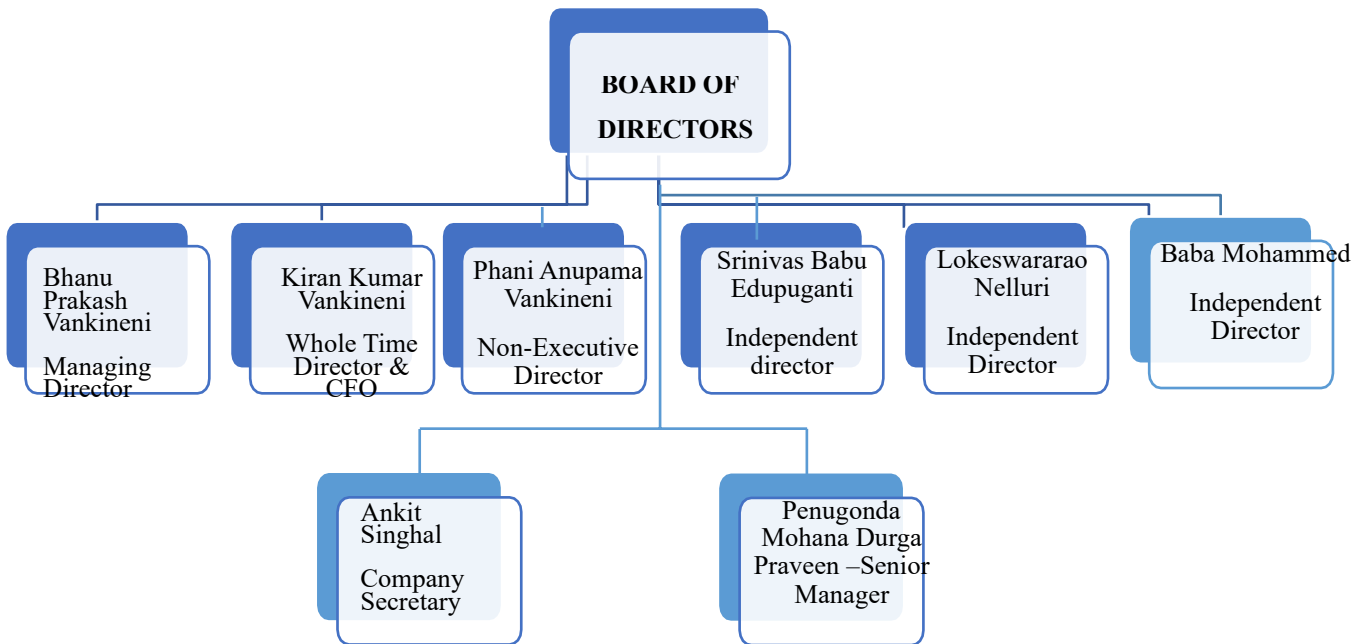 BOARD OF
DIRECTORS
Bhanu
Prakash
Vankineni
Managing
Director
Kiran Kumar
Vankineni
Whole Time
Director &
CFO
Phani Anupama
Vankineni
Non-Executive
Director
Srinivas Babu
Edupuganti
Independent
director
Lokeswararao
Nelluri
Independent
Director
Baba Mohammed
Independent
Director
Ankit
Singhal
Company
Secretary
Penugonda
Mohana Durga
Praveen –Senior
Manager